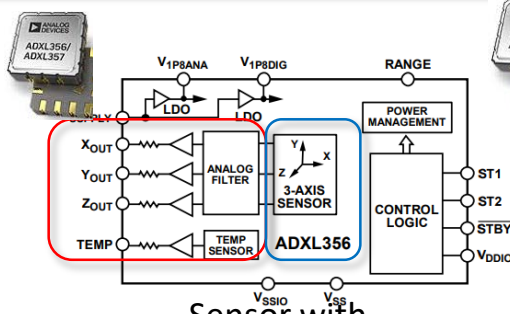 ANALOG
DEVICES
ADXL356/
ADXL357
V1P8ANA
V1P8DIG
RANGE
LDO
LDO
POWER
MANAGEMENT
XOUT
YOUT
ZOUT
TEMP
ANALOG
FILTER
Y
X
Z
3-AXIS
SENSOR
TEMP
SENSOR
ADXL356
CONTROL
LOGIC
ST1
ST2
STBY
VDDIO
VSSIO
VSS
Sensor with